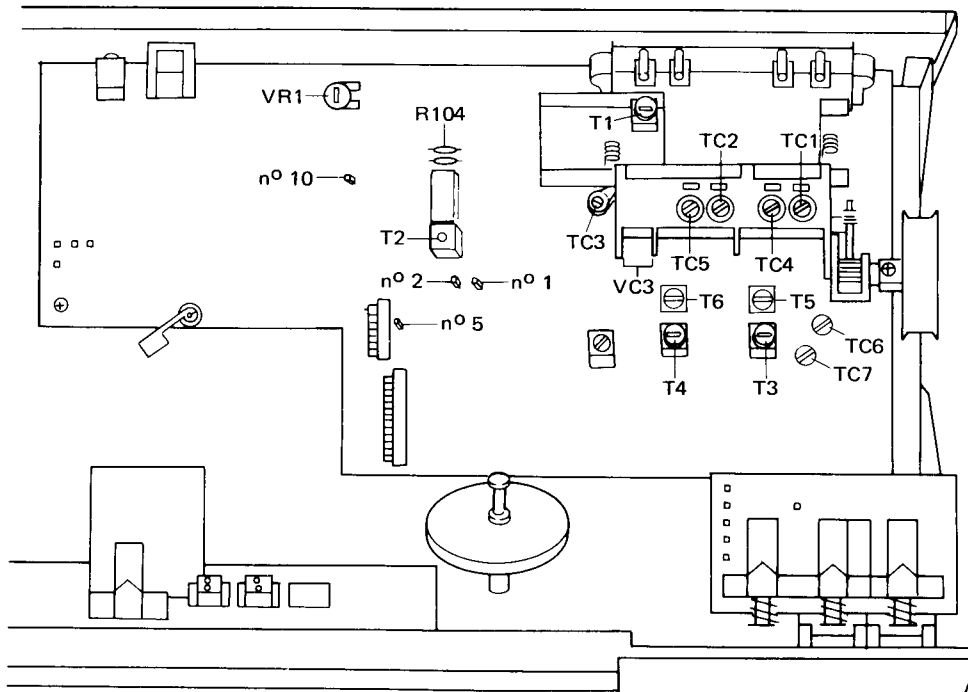 VR1
R104
T1
TC2
TC1
nº 10
T2
TC3
TC5
TC4
nº 2
nº 1
VC3
T6
T5
nº 5
TC6
TC7
T4
T3